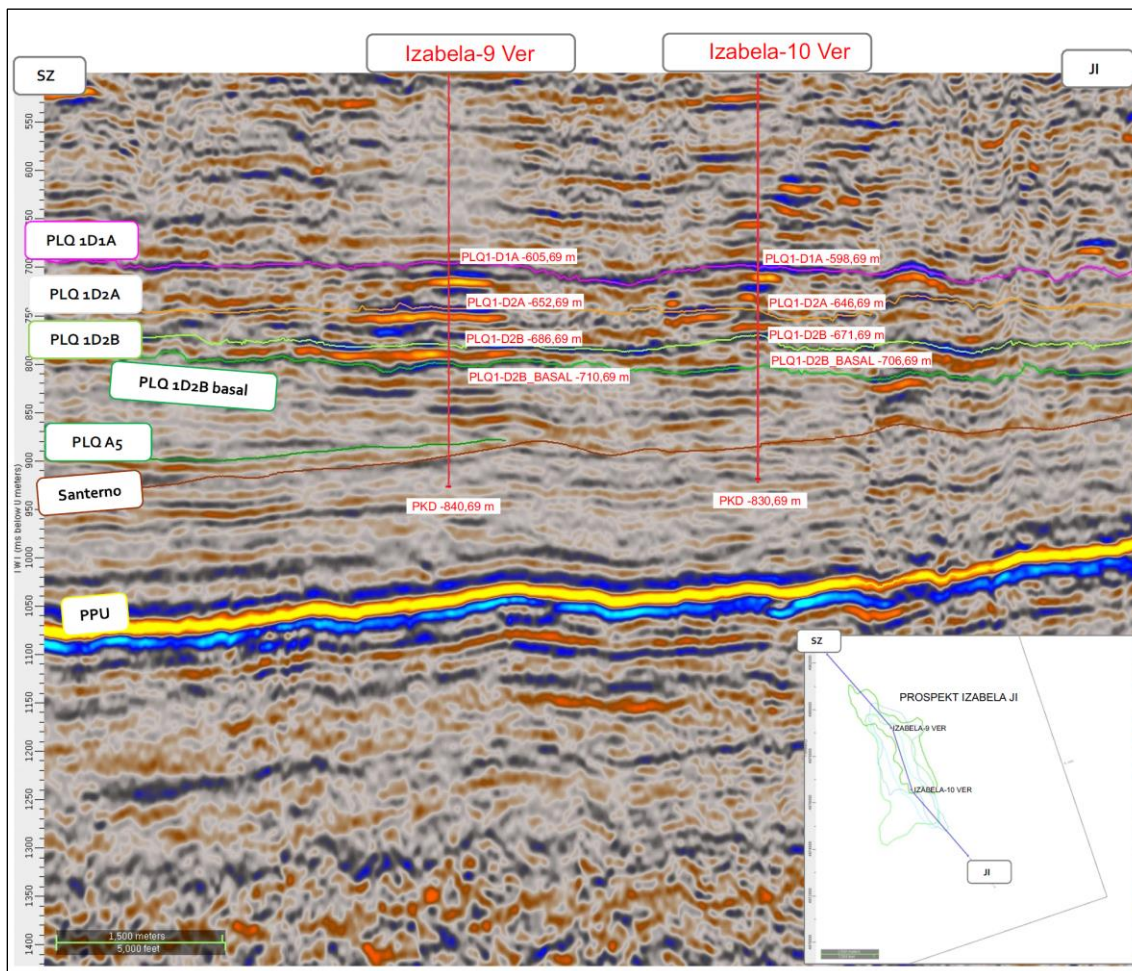 Izabela-9 Ver
Izabela-10 Ver
SZ
JI
550
600
650
700
750
800
850
900
950
1000
1050
1100
1150
1200
1250
1300
1350
1400
PLQ 1D1A
PLQ 1D2A
PLQ 1D2B
PLQ 1D2B basal
PLQ A5
Santerno
PPU
PLQ1-D1A -605,69 m
PLQ1-D2A -652,69 m
PLQ1-D2B -686,69 m
PLQ1-D2B_BASAL -710,69 m
PKD -840,69 m
PLQ1-D1A -598,69 m
PLQ1-D2A -646,69 m
PLQ1-D2B -671,69 m
PLQ1-D2B_BASAL -706,69 m
PKD -830,69 m
1,500 meters
5,000 feet
SZ
PROSPEKT IZABELA JI
IZABELA-9 VER
IZABELA-10 VER
JI